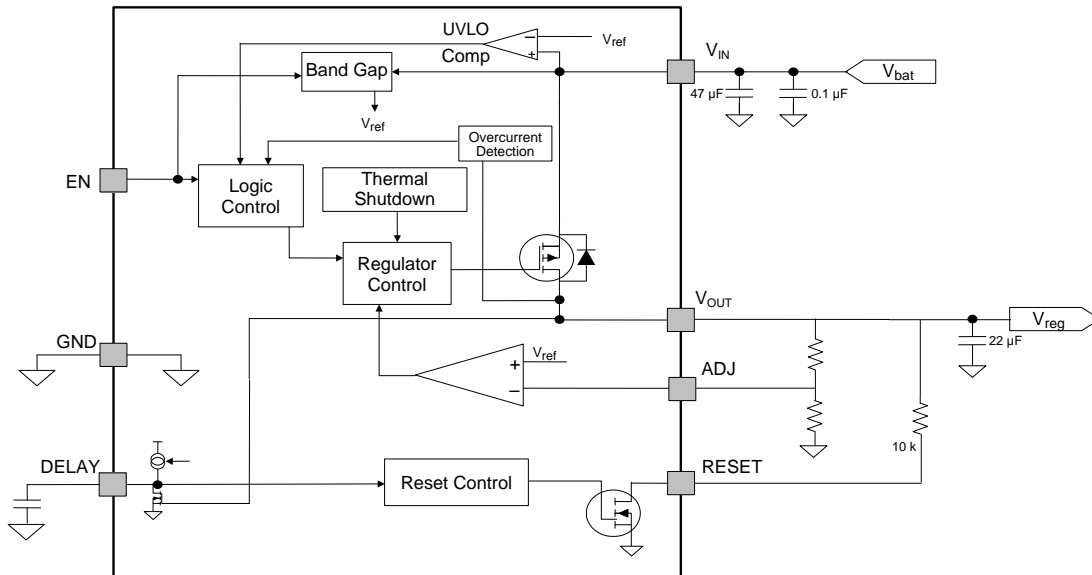 UVLO
Comp
−
+
V_ref
Band Gap
V_ref
V_IN
V_bat
47 µF
0.1 µF
Overcurrent
Detection
EN
Logic
Control
Thermal
Shutdown
Regulator
Control
V_OUT
V_reg
22 µF
GND
+
−
V_ref
ADJ
10 k
DELAY
Reset Control
RESET